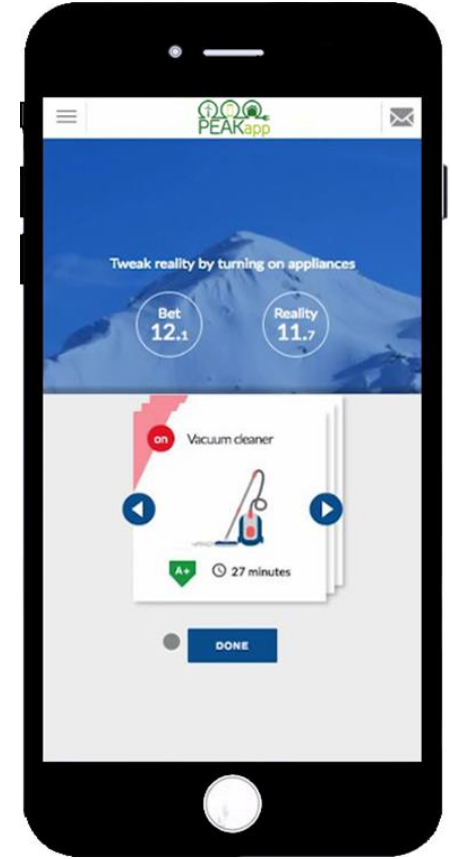 PEAKapp
Tweak reality by turning on appliances
Bet
12.1
Reality
11.7
on
Vacuum cleaner
A+
27 minutes
DONE